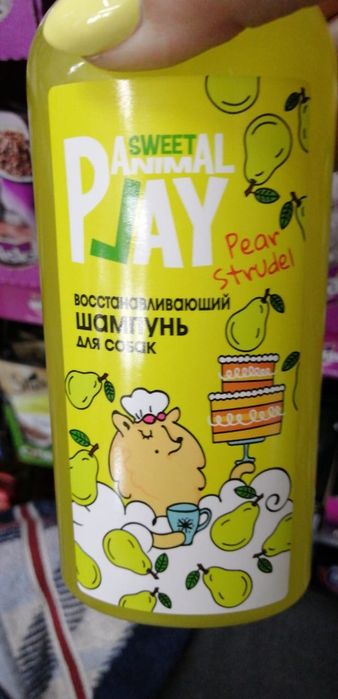 SWEET
ANIMAL
PLAY
Pear
Strudel
ВОССТАНАВЛИВАЮЩИЙ
ШАМПУНЬ
ДЛЯ СОБАК